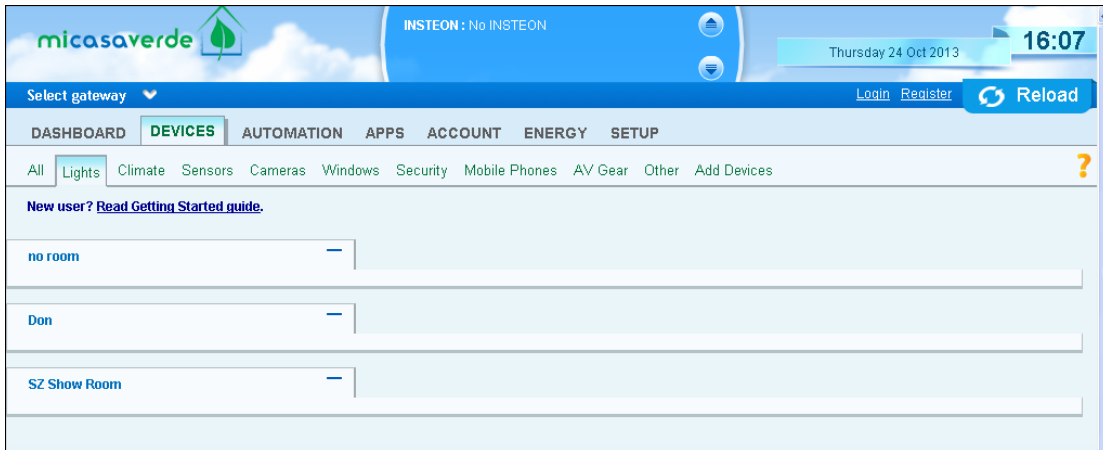 micasaverde
INSTEON : No INSTEON
Thursday 24 Oct 2013
16:07
Select gateway
Login Register
Reload
DASHBOARD DEVICES AUTOMATION APPS ACCOUNT ENERGY SETUP
All Lights Climate Sensors Cameras Windows Security Mobile Phones AV Gear Other Add Devices
?
New user? Read Getting Started guide.
no room
Don
SZ Show Room